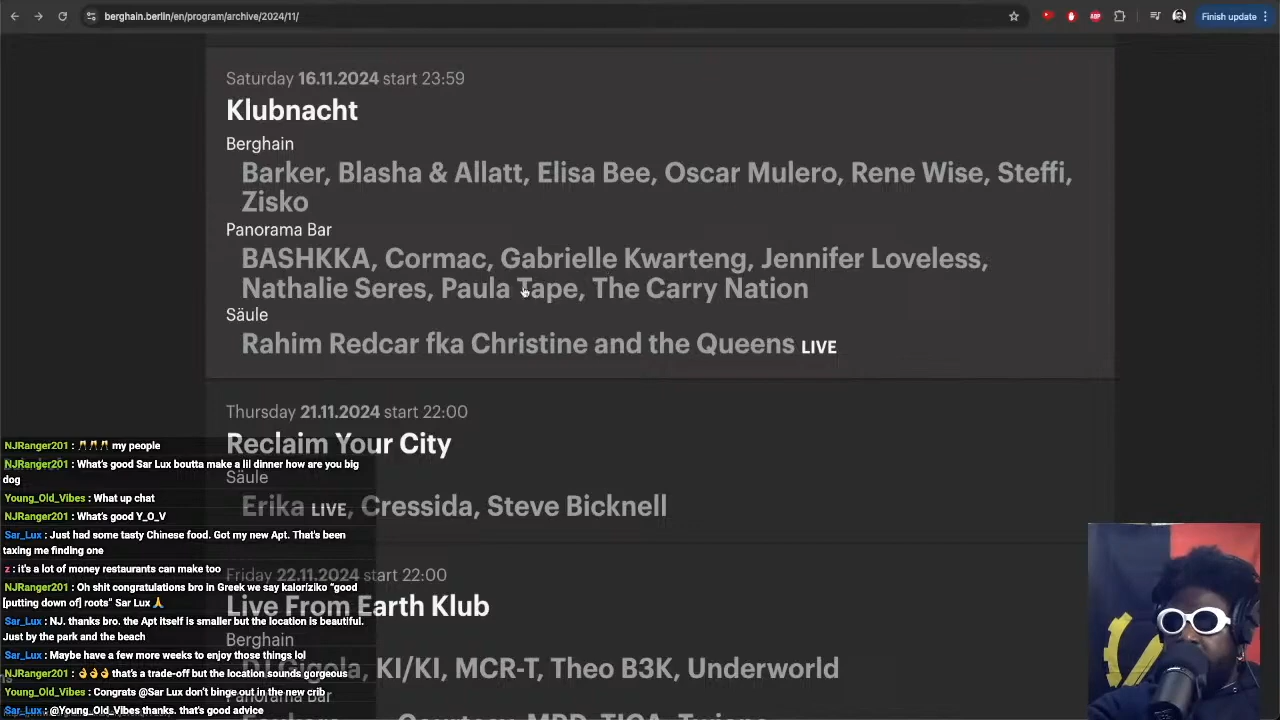 berghain.berlin/en/program/archive/2024/11/
Finish update
Saturday 16.11.2024 start 23:59
Klubnacht
Berghain
Barker, Blasha & Allatt, Elisa Bee, Oscar Mulero, Rene Wise, Steffi,
Zisko
Panorama Bar
BASHKKA, Cormac, Gabrielle Kwarteng, Jennifer Loveless,
Nathalie Seres, Paula Tape, The Carry Nation
Säule
Rahim Redcar fka Christine and the Queens LIVE
Thursday 21.11.2024 start 22:00
Reclaim Your City
Säule
Erika LIVE, Cressida, Steve Bicknell
Friday 22.11.2024 start 22:00
Live From Earth Klub
Berghain
DJ Gigola, KI/KI, MCR-T, Theo B3K, Underworld
Panorama Bar
NJRanger201 : 🥂🥂🥂 my people
NJRanger201 : What's good Sar Lux boutta make a lil dinner how are you big
dog
Young_Old_Vibes : What up chat
NJRanger201 : What's good Y_O_V
Sar_Lux : Just had some tasty Chinese food. Got my new Apt. That's been
taxing me finding one
z : it's a lot of money restaurants can make too
NJRanger201 : Oh shit congratulations bro in Greek we say kaloríziko "good
[putting down of] roots" Sar Lux 🙏
Sar_Lux : NJ. thanks bro. the Apt itself is smaller but the location is beautiful.
Just by the park and the beach
Sar_Lux : Maybe have a few more weeks to enjoy those things lol
NJRanger201 : 👌👌👌 that's a trade-off but the location sounds gorgeous
Young_Old_Vibes : Congrats @Sar Lux don't binge out in the new crib
Sar_Lux : @Young_Old_Vibes thanks. that's good advice